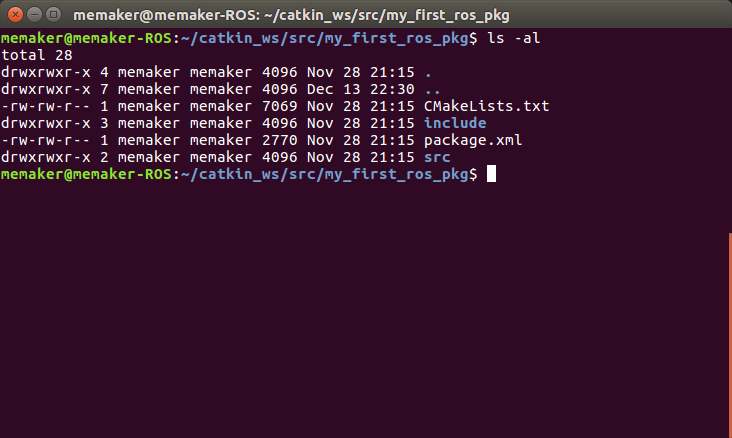 memaker@memaker-ROS: ~/catkin_ws/src/my_first_ros_pkg
memaker@memaker-ROS:~/catkin_ws/src/my_first_ros_pkg$ ls -al
total 28
drwxrwxr-x 4 memaker memaker 4096 Nov 28 21:15 .
drwxrwxr-x 7 memaker memaker 4096 Dec 13 22:30 ..
-rw-rw-r-- 1 memaker memaker 7069 Nov 28 21:15 CMakeLists.txt
drwxrwxr-x 3 memaker memaker 4096 Nov 28 21:15 include
-rw-rw-r-- 1 memaker memaker 2770 Nov 28 21:15 package.xml
drwxrwxr-x 2 memaker memaker 4096 Nov 28 21:15 src
memaker@memaker-ROS:~/catkin_ws/src/my_first_ros_pkg$